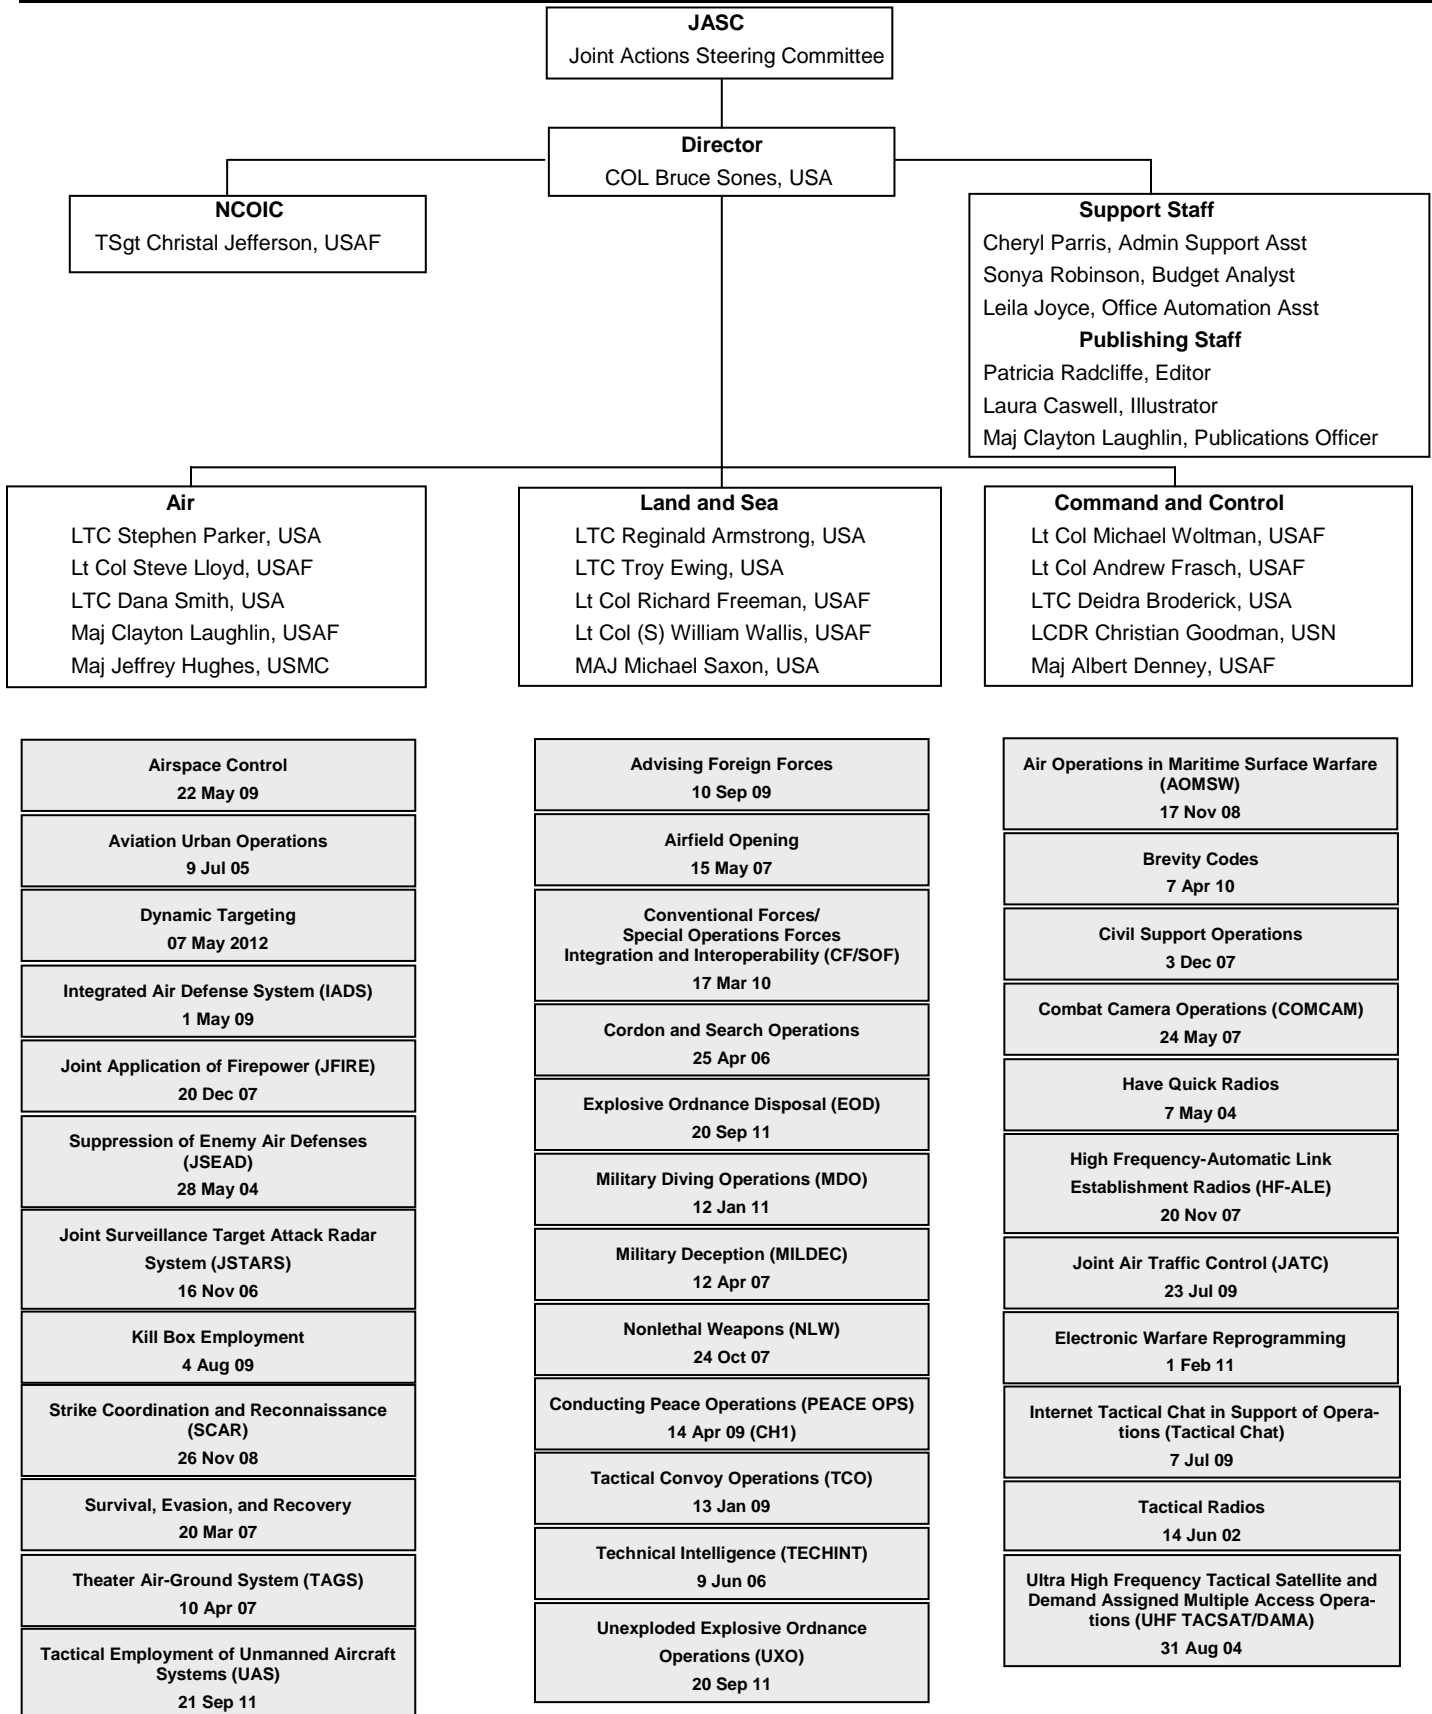 JASC
Joint Actions Steering Committee
Director
COL Bruce Sones, USA
NCOIC
TSgt Christal Jefferson, USAF
Support Staff
Cheryl Parris, Admin Support Asst
Sonya Robinson, Budget Analyst
Leila Joyce, Office Automation Asst
Publishing Staff
Patricia Radcliffe, Editor
Laura Caswell, Illustrator
Maj Clayton Laughlin, Publications Officer
Air
LTC Stephen Parker, USA
Lt Col Steve Lloyd, USAF
LTC Dana Smith, USA
Maj Clayton Laughlin, USAF
Maj Jeffrey Hughes, USMC
Land and Sea
LTC Reginald Armstrong, USA
LTC Troy Ewing, USA
Lt Col Richard Freeman, USAF
Lt Col (S) William Wallis, USAF
MAJ Michael Saxon, USA
Command and Control
Lt Col Michael Woltman, USAF
Lt Col Andrew Frasch, USAF
LTC Deidra Broderick, USA
LCDR Christian Goodman, USN
Maj Albert Denney, USAF
Airspace Control
22 May 09
Aviation Urban Operations
9 Jul 05
Dynamic Targeting
07 May 2012
Integrated Air Defense System (IADS)
1 May 09
Joint Application of Firepower (JFIRE)
20 Dec 07
Suppression of Enemy Air Defenses
(JSEAD)
28 May 04
Joint Surveillance Target Attack Radar
System (JSTARS)
16 Nov 06
Kill Box Employment
4 Aug 09
Strike Coordination and Reconnaissance
(SCAR)
26 Nov 08
Survival, Evasion, and Recovery
20 Mar 07
Theater Air-Ground System (TAGS)
10 Apr 07
Tactical Employment of Unmanned Aircraft
Systems (UAS)
21 Sep 11
Advising Foreign Forces
10 Sep 09
Airfield Opening
15 May 07
Conventional Forces/
Special Operations Forces
Integration and Interoperability (CF/SOF)
17 Mar 10
Cordon and Search Operations
25 Apr 06
Explosive Ordnance Disposal (EOD)
20 Sep 11
Military Diving Operations (MDO)
12 Jan 11
Military Deception (MILDEC)
12 Apr 07
Nonlethal Weapons (NLW)
24 Oct 07
Conducting Peace Operations (PEACE OPS)
14 Apr 09 (CH1)
Tactical Convoy Operations (TCO)
13 Jan 09
Technical Intelligence (TECHINT)
9 Jun 06
Unexploded Explosive Ordnance
Operations (UXO)
20 Sep 11
Air Operations in Maritime Surface Warfare
(AOMSW)
17 Nov 08
Brevity Codes
7 Apr 10
Civil Support Operations
3 Dec 07
Combat Camera Operations (COMCAM)
24 May 07
Have Quick Radios
7 May 04
High Frequency-Automatic Link
Establishment Radios (HF-ALE)
20 Nov 07
Joint Air Traffic Control (JATC)
23 Jul 09
Electronic Warfare Reprogramming
1 Feb 11
Internet Tactical Chat in Support of Opera-
tions (Tactical Chat)
7 Jul 09
Tactical Radios
14 Jun 02
Ultra High Frequency Tactical Satellite and
Demand Assigned Multiple Access Opera-
tions (UHF TACSAT/DAMA)
31 Aug 04